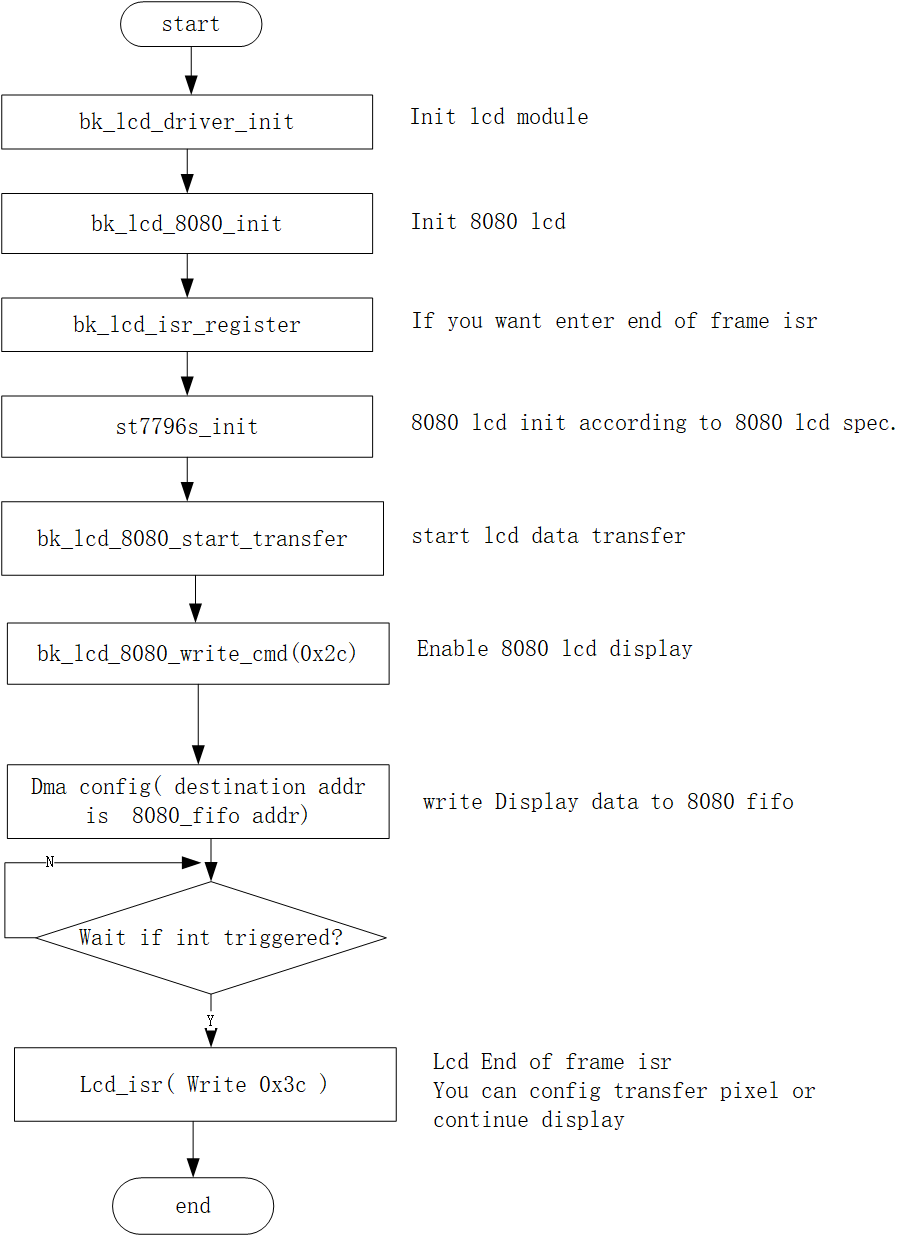 start
bk_lcd_driver_init
Init lcd module
bk_lcd_8080_init
Init 8080 lcd
bk_lcd_isr_register
If you want enter end of frame isr
st7796s_init
8080 lcd init according to 8080 lcd spec.
bk_lcd_8080_start_transfer
start lcd data transfer
bk_lcd_8080_write_cmd(0x2c)
Enable 8080 lcd display
Dma config( destination addr
is 8080_fifo addr)
write Display data to 8080 fifo
N
Wait if int triggered?
Y
Lcd_isr( Write 0x3c )
Lcd End of frame isr
You can config transfer pixel or
continue display
end